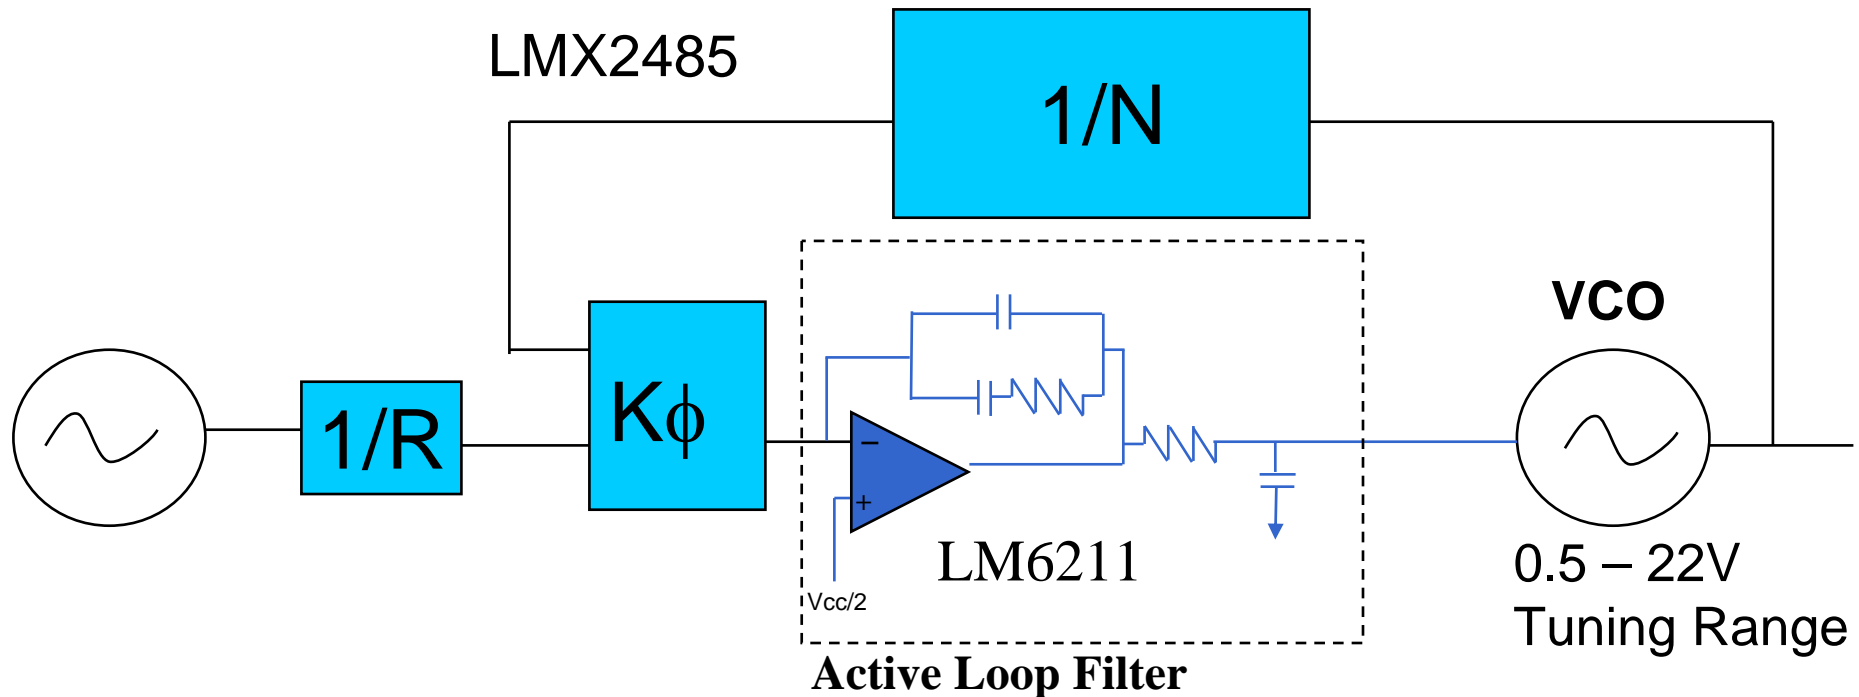 LMX2485
1/N
VCO
1/R
Kϕ
−
+
LM6211
Vcc/2
0.5 – 22V
Tuning Range
Active Loop Filter